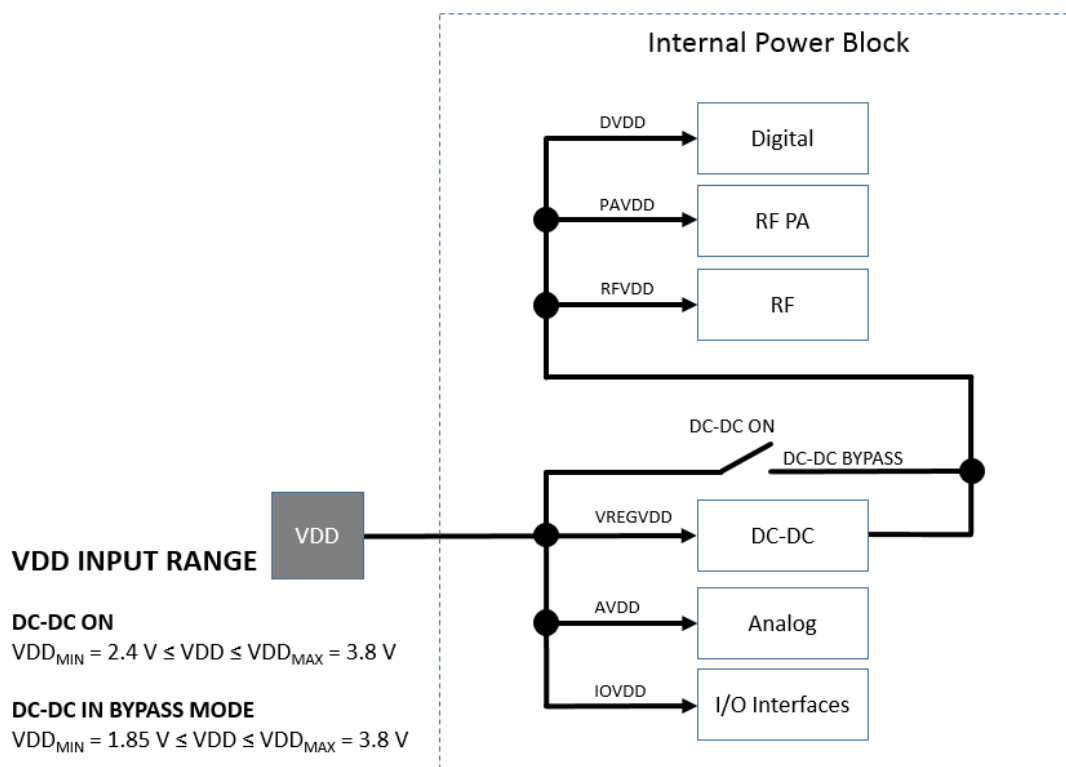 Internal Power Block
DVDD
Digital
PAVDD
RF PA
RFVDD
RF
DC-DC ON
DC-DC BYPASS
VDD
VREGVDD
DC-DC
VDD INPUT RANGE
AVDD
Analog
DC-DC ON
VDDMIN = 2.4 V ≤ VDD ≤ VDDMAX = 3.8 V
IOVDD
I/O Interfaces
DC-DC IN BYPASS MODE
VDDMIN = 1.85 V ≤ VDD ≤ VDDMAX = 3.8 V